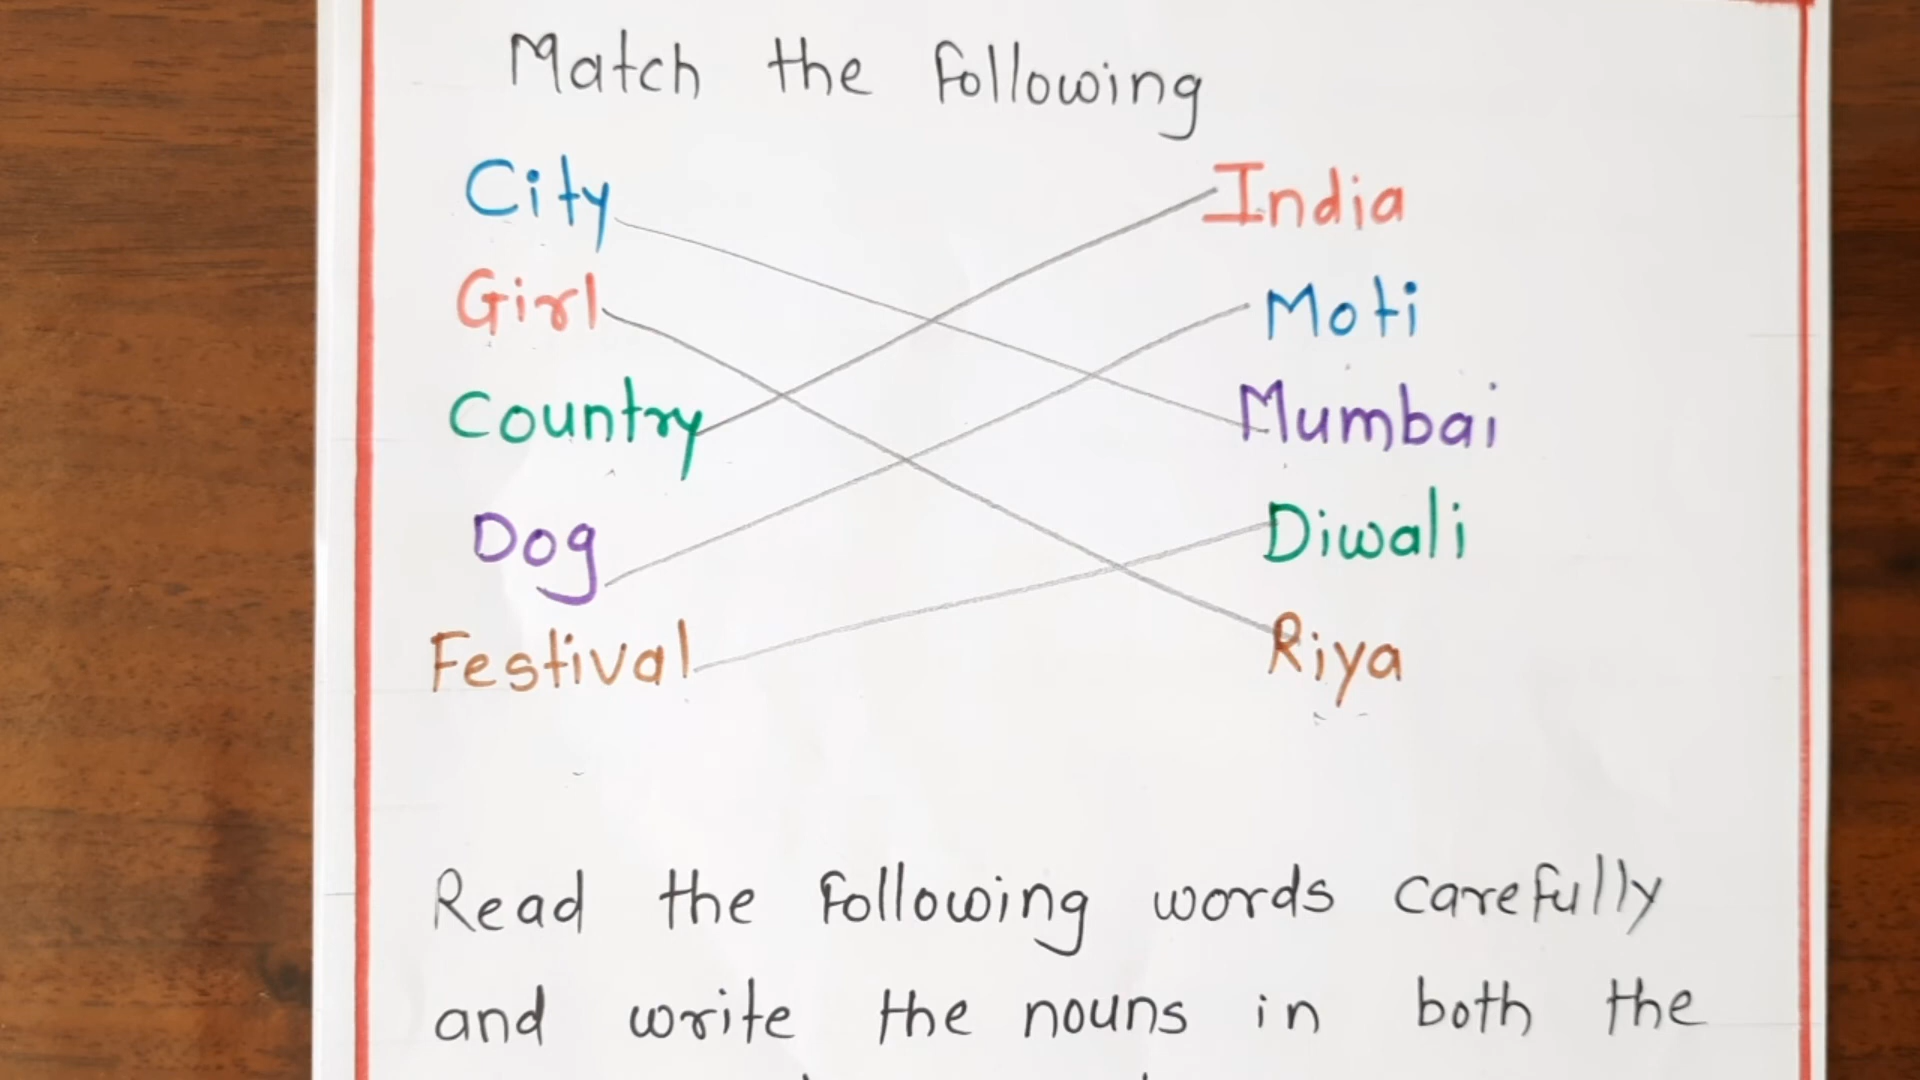 Match the following
City India
Girl Moti
Country Mumbai
Dog Diwali
Festival Riya
Read the following words carefully
and write the nouns in both the